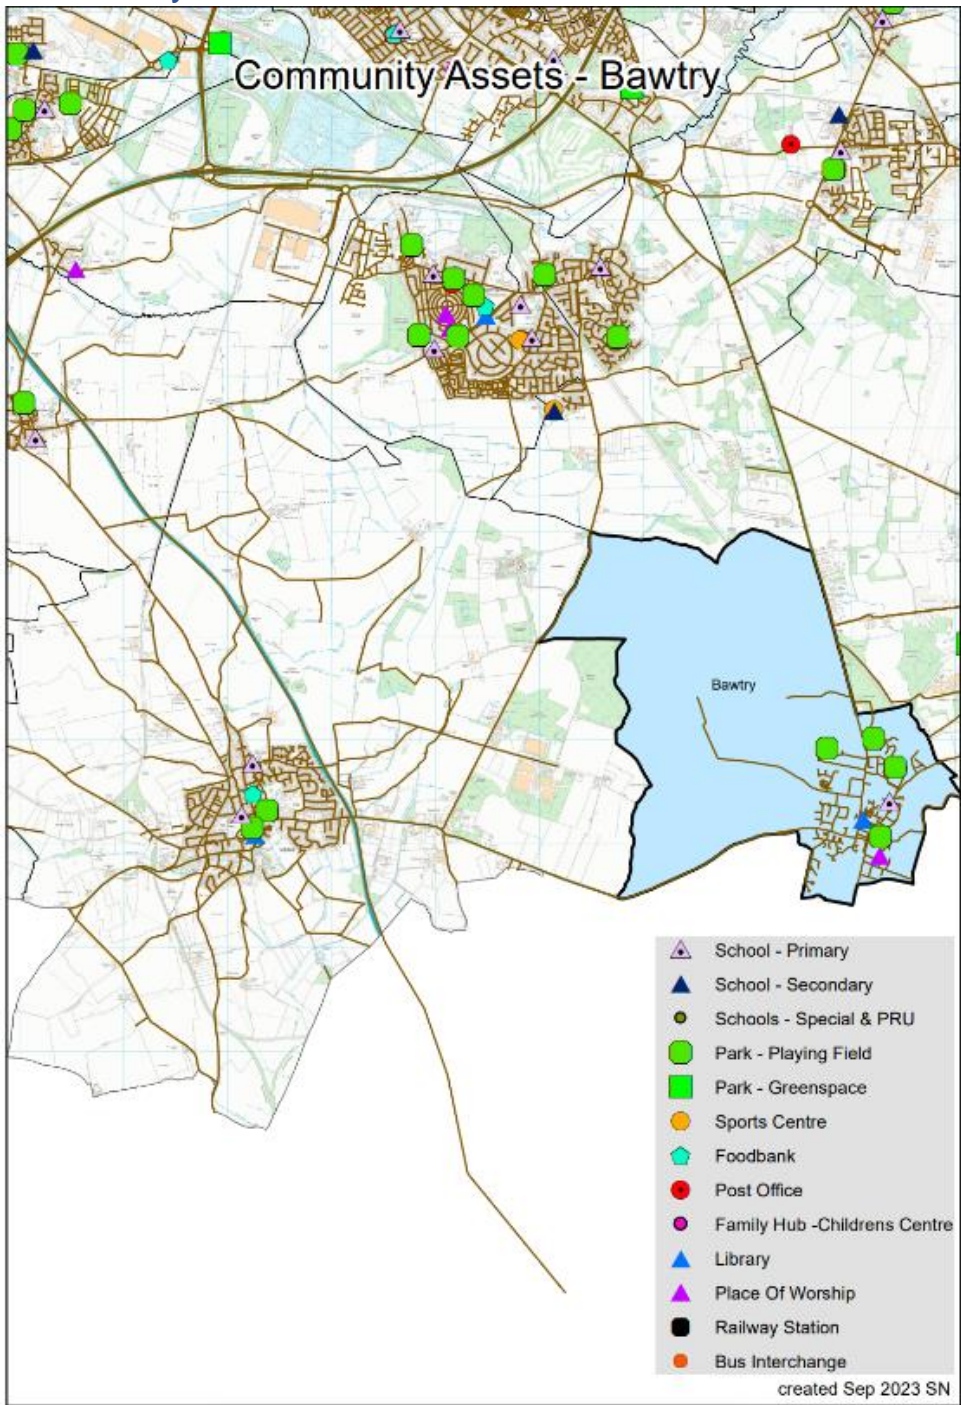 Community Assets - Bawtry
Bawtry
School - Primary
School - Secondary
Schools - Special & PRU
Park - Playing Field
Park - Greenspace
Sports Centre
Foodbank
Post Office
Family Hub -Childrens Centre
Library
Place Of Worship
Railway Station
Bus Interchange
created Sep 2023 SN